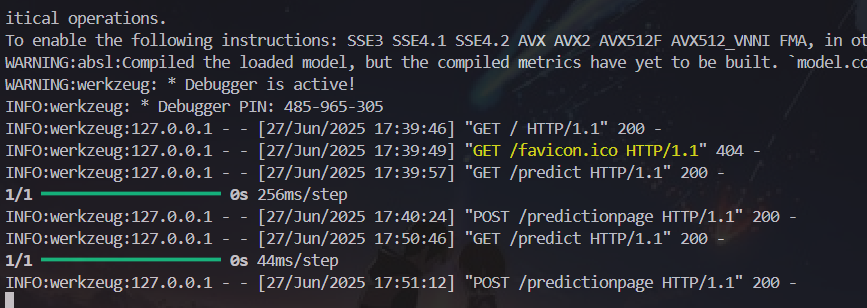 itical operations.
To enable the following instructions: SSE3 SSE4.1 SSE4.2 AVX AVX2 AVX512F AVX512_VNNI FMA, in ot
WARNING:absl:Compiled the loaded model, but the compiled metrics have yet to be built. `model.co
WARNING:werkzeug: * Debugger is active!
INFO:werkzeug: * Debugger PIN: 485-965-305
INFO:werkzeug:127.0.0.1 - - [27/Jun/2025 17:39:46] "GET / HTTP/1.1" 200 -
INFO:werkzeug:127.0.0.1 - - [27/Jun/2025 17:39:49] "GET /favicon.ico HTTP/1.1" 404 -
INFO:werkzeug:127.0.0.1 - - [27/Jun/2025 17:39:57] "GET /predict HTTP/1.1" 200 -
1/1 ━━━━━━━━━━━━━━━━━━━━ 0s 256ms/step
INFO:werkzeug:127.0.0.1 - - [27/Jun/2025 17:40:24] "POST /predictionpage HTTP/1.1" 200 -
INFO:werkzeug:127.0.0.1 - - [27/Jun/2025 17:50:46] "GET /predict HTTP/1.1" 200 -
1/1 ━━━━━━━━━━━━━━━━━━━━ 0s 44ms/step
INFO:werkzeug:127.0.0.1 - - [27/Jun/2025 17:51:12] "POST /predictionpage HTTP/1.1" 200 -